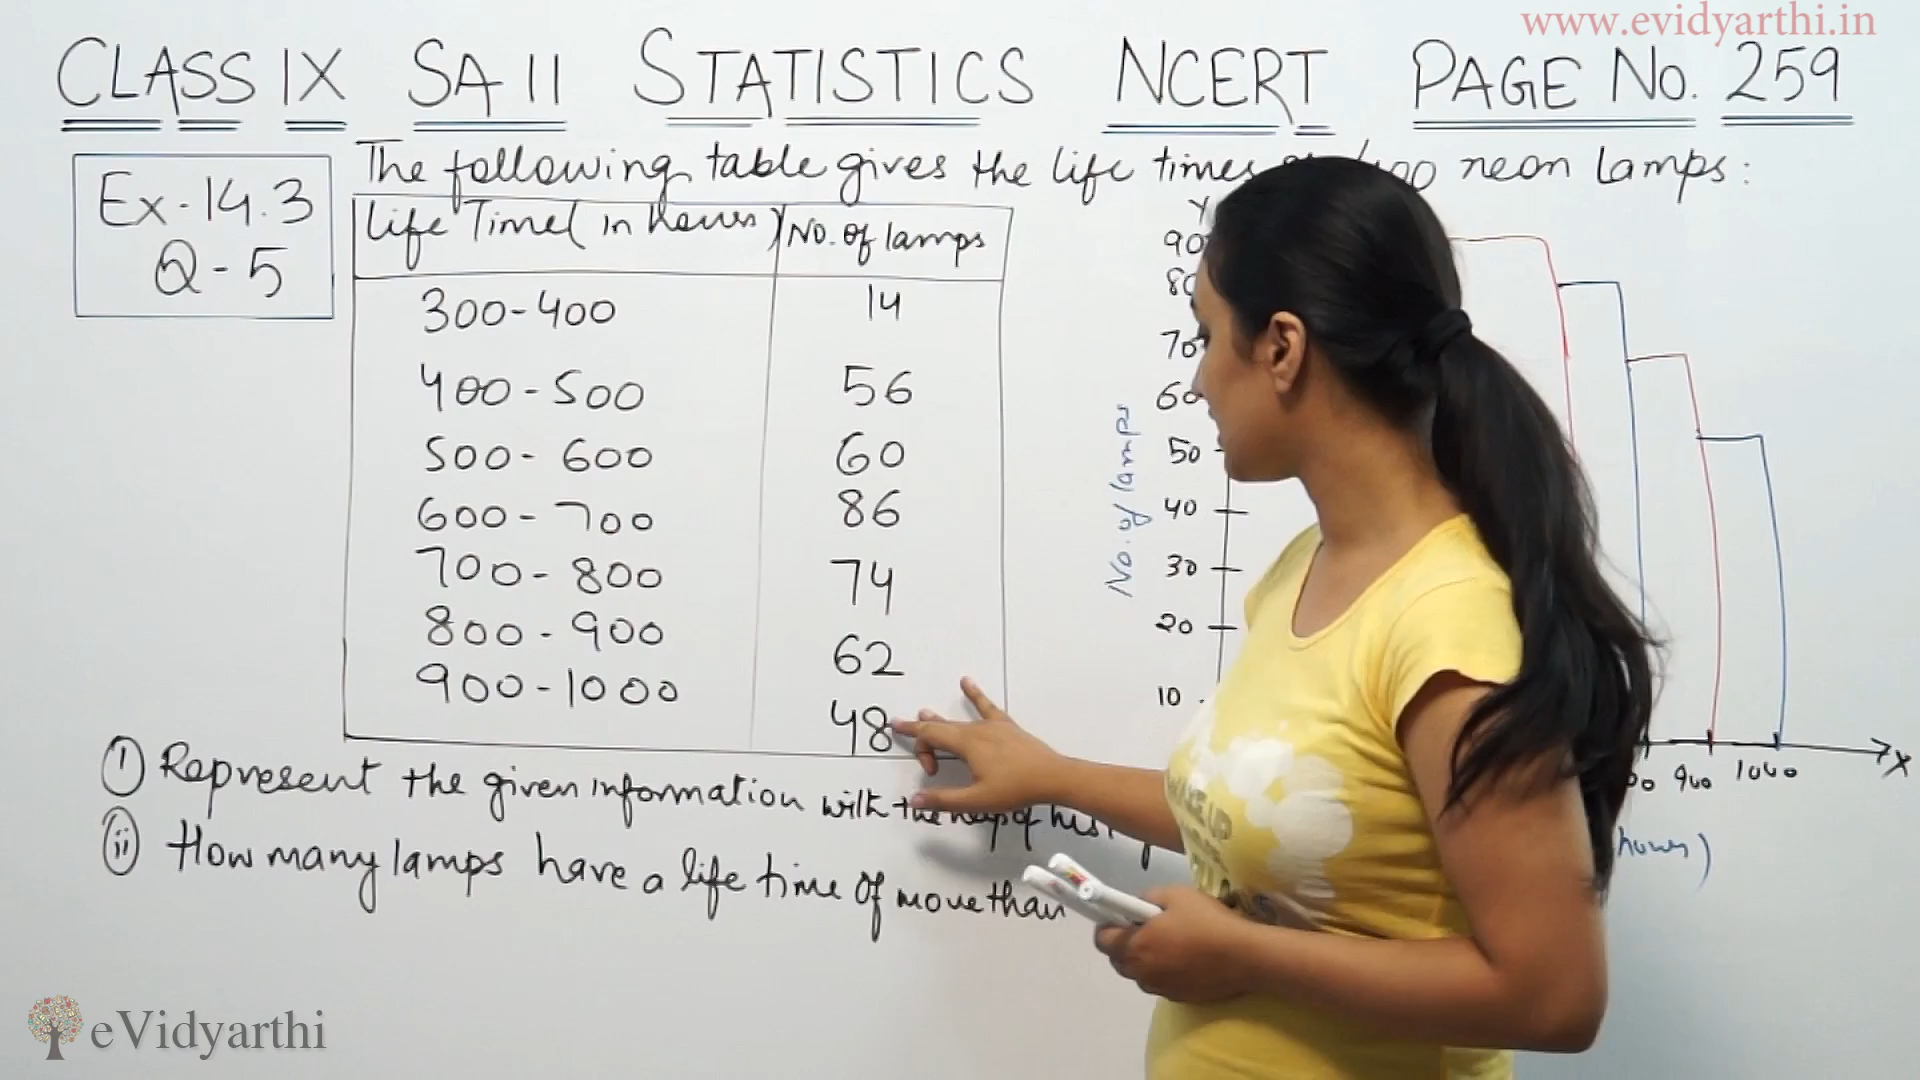 www.evidyarthi.in
CLASS IX SA II STATISTICS NCERT PAGE No. 259
Ex-14.3
Q-5
The following table gives the life times 400 neon lamps:
Life Time (in hours) No. of lamps
300-400 14
400-500 56
500-600 60
600-700 86
700-800 74
800-900 62
900-1000 48
(i) Represent the given information with the
(ii) How many lamps have a life time of more than
Y
90
80
70
60
50
40
30
20
10
No. of lamps
900 1000 X
hours)
eVidyarthi